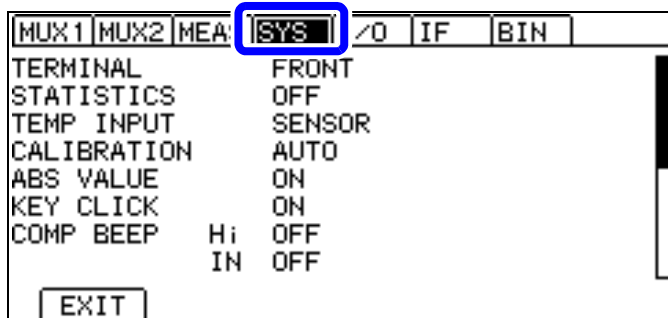 MUX1 MUX2 MEA SYS /O IF BIN
TERMINAL FRONT
STATISTICS OFF
TEMP INPUT SENSOR
CALIBRATION AUTO
ABS VALUE ON
KEY CLICK ON
COMP BEEP Hi OFF
IN OFF
EXIT